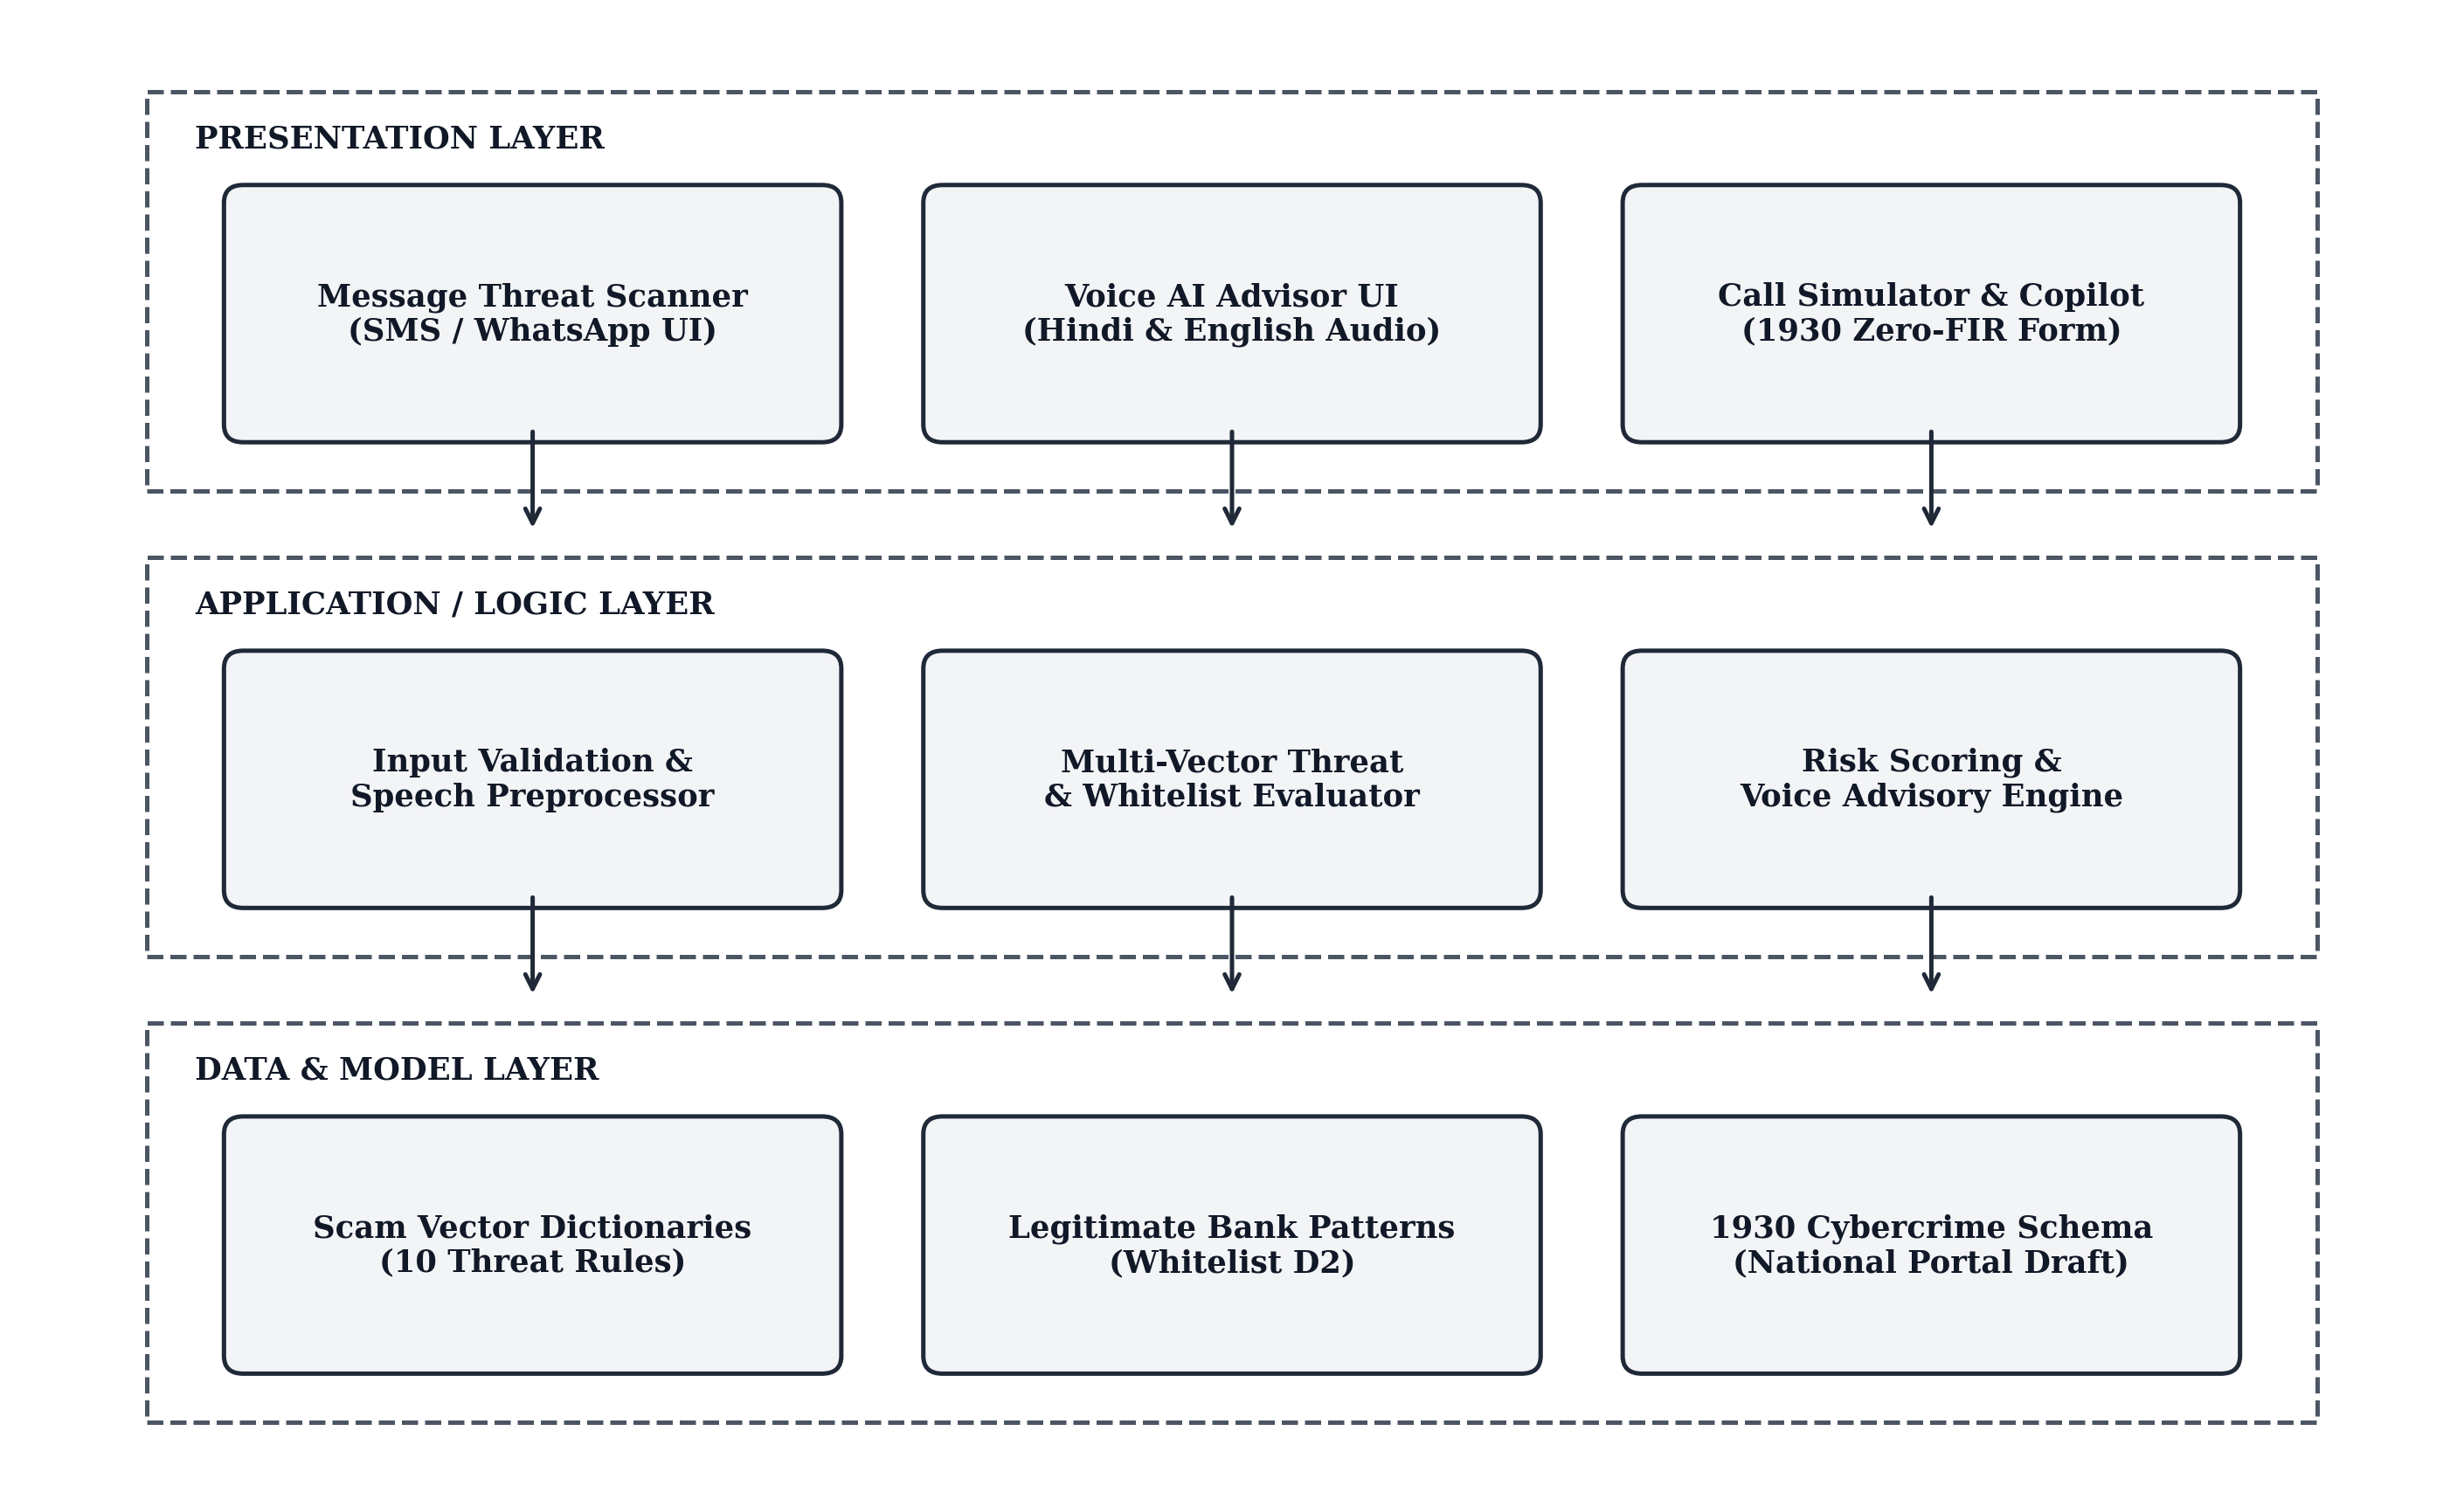 PRESENTATION LAYER
Message Threat Scanner
(SMS / WhatsApp UI)
Voice AI Advisor UI
(Hindi & English Audio)
Call Simulator & Copilot
(1930 Zero-FIR Form)
APPLICATION / LOGIC LAYER
Input Validation &
Speech Preprocessor
Multi-Vector Threat
& Whitelist Evaluator
Risk Scoring &
Voice Advisory Engine
DATA & MODEL LAYER
Scam Vector Dictionaries
(10 Threat Rules)
Legitimate Bank Patterns
(Whitelist D2)
1930 Cybercrime Schema
(National Portal Draft)